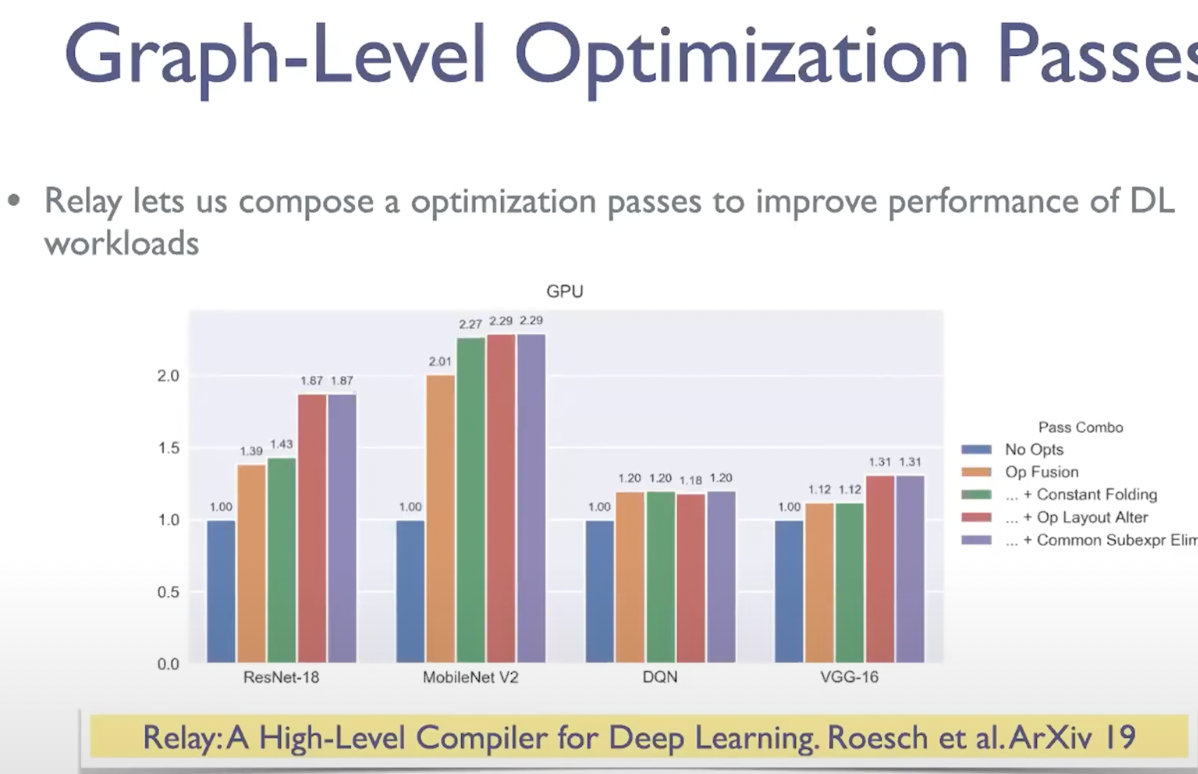 Graph-Level Optimization Passes
• Relay lets us compose a optimization passes to improve performance of DL
workloads
GPU
2.27 2.29 2.29
2.01
2.0
1.87 1.87
1.5
1.39 1.43
1.31 1.31
1.20 1.20 1.18 1.20
1.12 1.12
1.0
1.00
1.00
1.00
1.00
0.5
0.0
ResNet-18
MobileNet V2
DQN
VGG-16
Pass Combo
No Opts
Op Fusion
... + Constant Folding
... + Op Layout Alter
... + Common Subexpr Elim
Relay: A High-Level Compiler for Deep Learning. Roesch et al. ArXiv 19